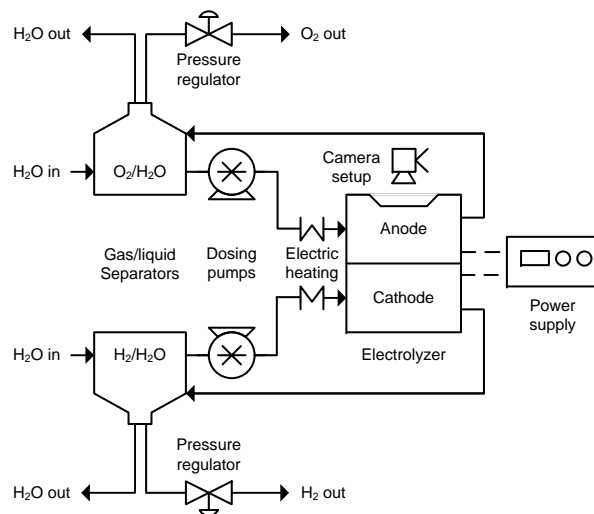 H₂O out
O₂ out
Pressure
regulator
H₂O in
O₂/H₂O
Camera
setup
Anode
Gas/liquid
Separators
Dosing
pumps
Electric
heating
Cathode
Power
supply
H₂O in
H₂/H₂O
Electrolyzer
Pressure
regulator
H₂O out
H₂ out